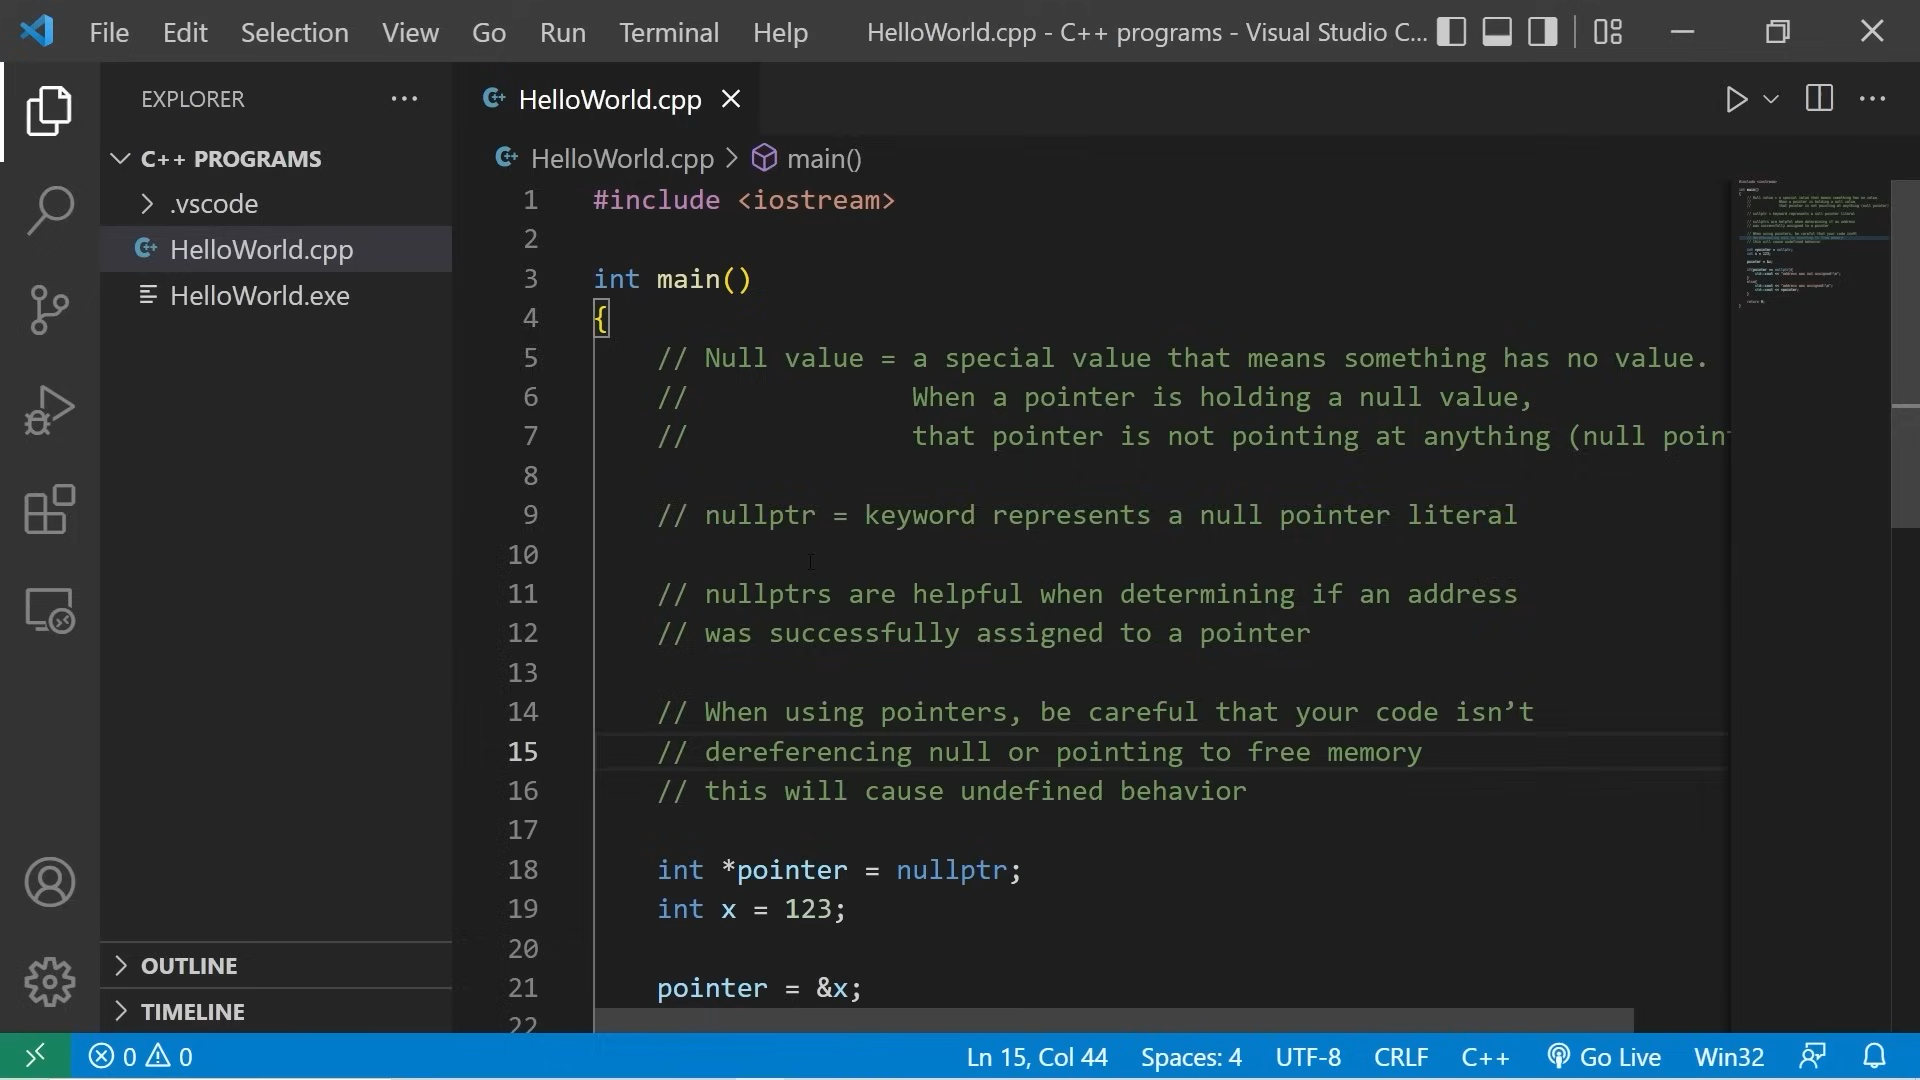 File Edit Selection View Go Run Terminal Help HelloWorld.cpp - C++ programs - Visual Studio C...
EXPLORER
C++ PROGRAMS
.vscode
HelloWorld.cpp
HelloWorld.exe
OUTLINE
TIMELINE
HelloWorld.cpp
HelloWorld.cpp > main()
1 #include <iostream>
2
3 int main()
4 {
5 // Null value = a special value that means something has no value.
6 // When a pointer is holding a null value,
7 // that pointer is not pointing at anything (null poin
8
9 // nullptr = keyword represents a null pointer literal
10
11 // nullptrs are helpful when determining if an address
12 // was successfully assigned to a pointer
13
14 // When using pointers, be careful that your code isn’t
15 // dereferencing null or pointing to free memory
16 // this will cause undefined behavior
17
18 int *pointer = nullptr;
19 int x = 123;
20
21 pointer = &x;
22
0 0 Ln 15, Col 44 Spaces: 4 UTF-8 CRLF C++ Go Live Win32